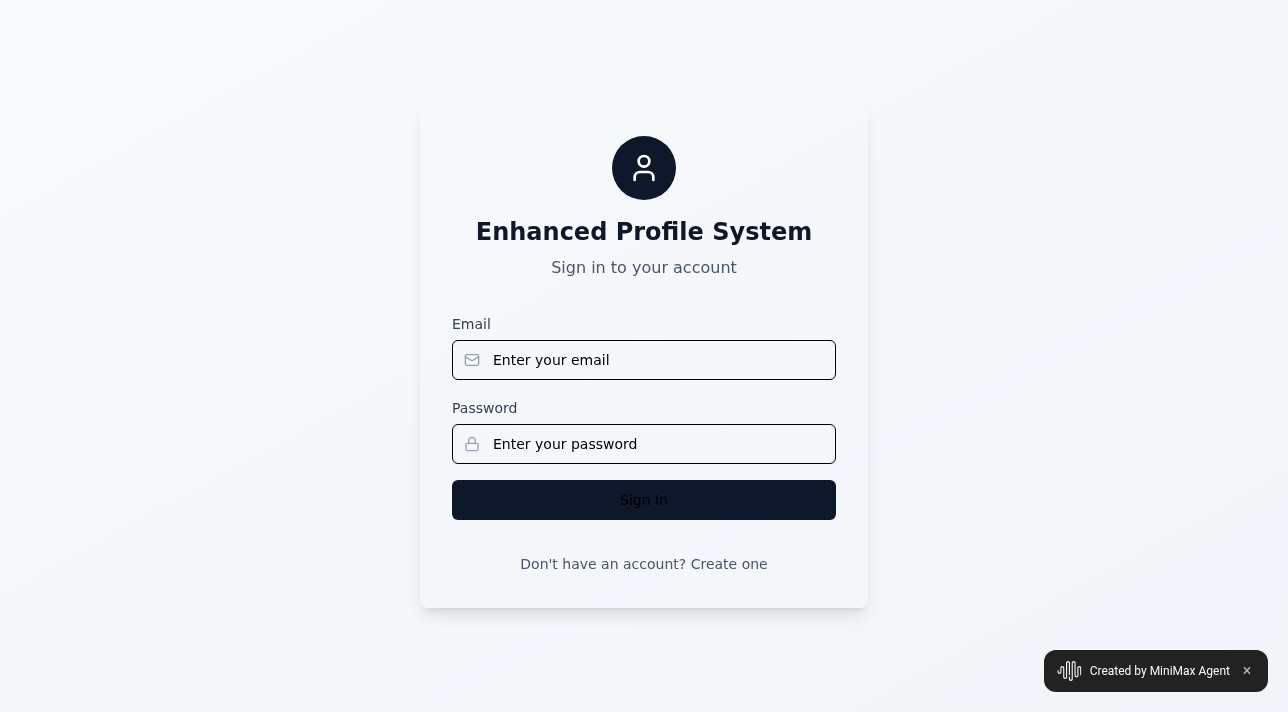 Enhanced Profile System
Sign in to your account
Email
Enter your email
Password
Enter your password
Sign In
Don't have an account? Create one
Created by MiniMax Agent ×